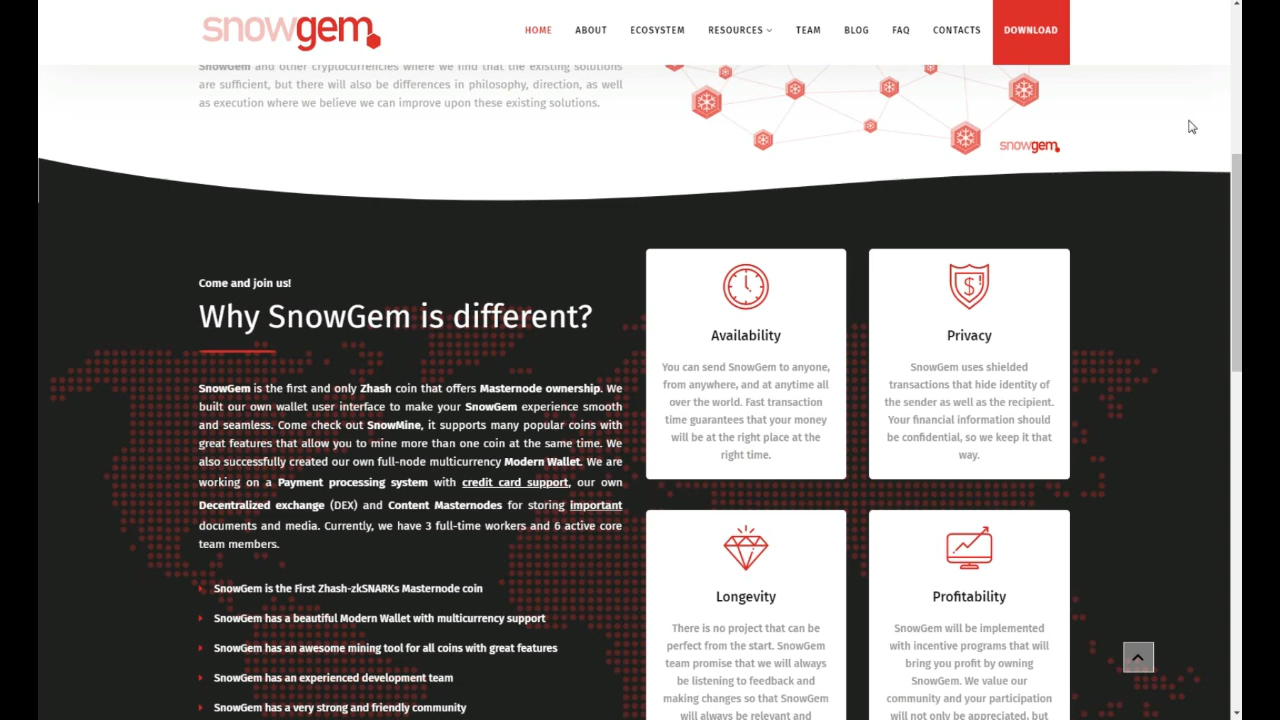 snowgem
HOME
ABOUT
ECOSYSTEM
RESOURCES
TEAM
BLOG
FAQ
CONTACTS
DOWNLOAD
SnowGem and other cryptocurrencies where we find that the existing solutions
are sufficient, but there will also be differences in philosophy, direction, as well
as execution where we believe we can improve upon these existing solutions.
snowgem
Come and join us!
Why SnowGem is different?
SnowGem is the first and only Zhash coin that offers Masternode ownership. We
built our own wallet user interface to make your SnowGem experience smooth
and seamless. Come check out SnowMine, it supports many popular coins with
great features that allow you to mine more than one coin at the same time. We
also successfully created our own full-node multicurrency Modern Wallet. We are
working on a Payment processing system with credit card support, our own
Decentralized exchange (DEX) and Content Masternodes for storing important
documents and media. Currently, we have 3 full-time workers and 6 active core
team members.
SnowGem is the First Zhash-zkSNARKs Masternode coin
SnowGem has a beautiful Modern Wallet with multicurrency support
SnowGem has an awesome mining tool for all coins with great features
SnowGem has an experienced development team
SnowGem has a very strong and friendly community
Availability
You can send SnowGem to anyone,
from anywhere, and at anytime all
over the world. Fast transaction
time guarantees that your money
will be at the right place at the
right time.
Privacy
SnowGem uses shielded
transactions that hide identity of
the sender as well as the recipient.
Your financial information should
be confidential, so we keep it that
way.
Longevity
There is no project that can be
perfect from the start. SnowGem
team promise that we will always
be listening to feedback and
making changes so that SnowGem
will always be relevant and
Profitability
SnowGem will be implemented
with incentive programs that will
bring you profit by owning
SnowGem. We value our
community and your participation
will not only be appreciated, but